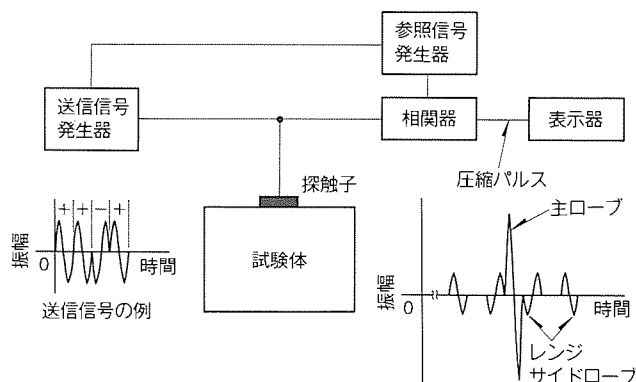 参照信号
発生器
送信信号
発生器
相関器
表示器
圧縮パルス
探触子
試験体
+ + − +
振幅
0
時間
送信信号の例
主ローブ
振幅
0
時間
レンジ
サイドローブ